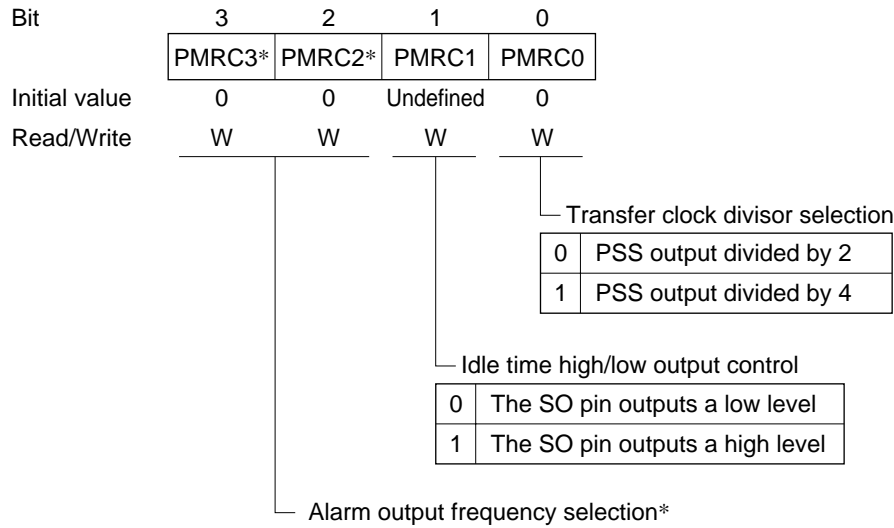 Bit 3 2 1 0
PMRC3* PMRC2* PMRC1 PMRC0
Initial value 0 0 Undefined 0
Read/Write W W W W
Transfer clock divisor selection
0 PSS output divided by 2
1 PSS output divided by 4
Idle time high/low output control
0 The SO pin outputs a low level
1 The SO pin outputs a high level
Alarm output frequency selection*